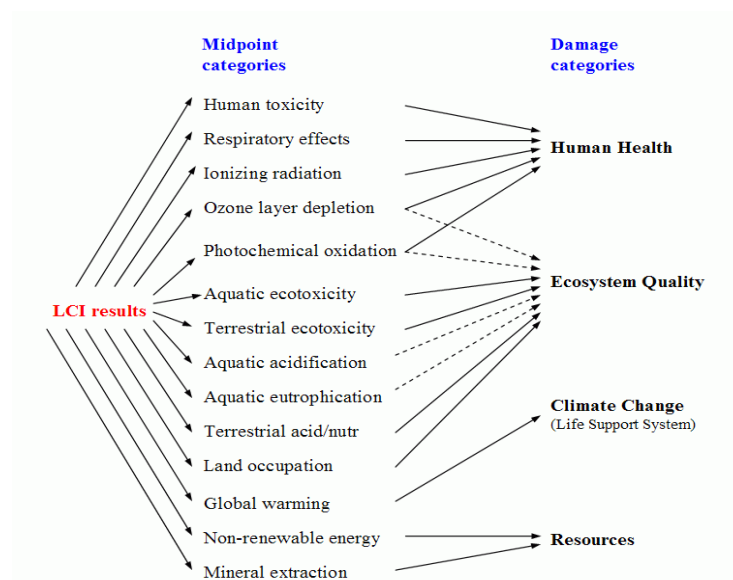 Midpoint
categories
Damage
categories
Human toxicity
Respiratory effects
Ionizing radiation
Ozone layer depletion
Photochemical oxidation
Aquatic ecotoxicity
Terrestrial ecotoxicity
Aquatic acidification
Aquatic eutrophication
Terrestrial acid/nutr
Land occupation
Global warming
Non-renewable energy
Mineral extraction
LCI results
Human Health
Ecosystem Quality
Climate Change
(Life Support System)
Resources